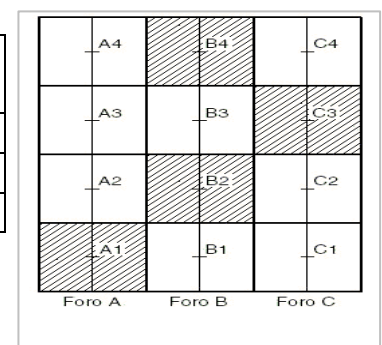 A4 B4 C4
A3 B3 C3
A2 B2 C2
A1 B1 C1
Foro A Foro B Foro C